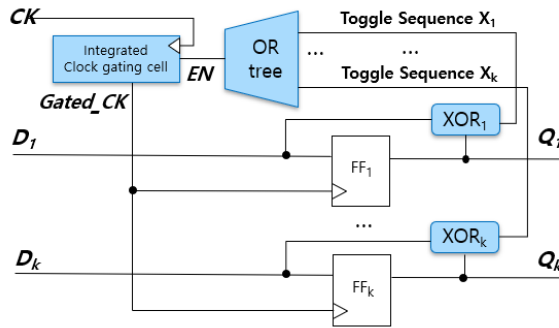 CK
Toggle Sequence X1
Integrated
Clock gating cell
EN
OR
tree
... ...
Toggle Sequence Xk
Gated_CK
XOR1
D1
Q1
FF1
...
XORk
Dk
Qk
FFk